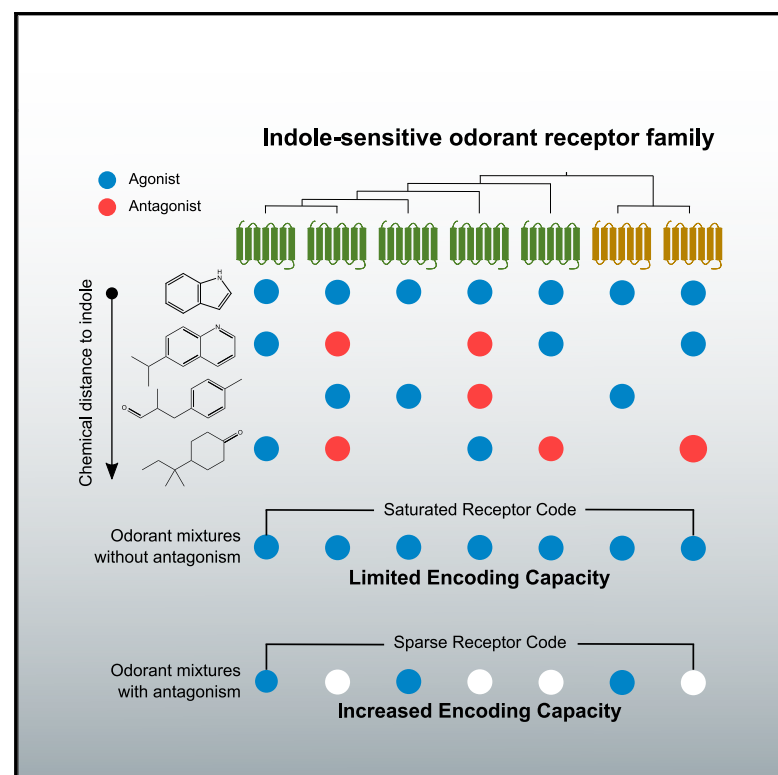 Indole-sensitive odorant receptor family
Agonist
Antagonist
Chemical distance to indole
H
N
N
O
O
Saturated Receptor Code
Odorant mixtures
without antagonism
Limited Encoding Capacity
Sparse Receptor Code
Odorant mixtures
with antagonism
Increased Encoding Capacity